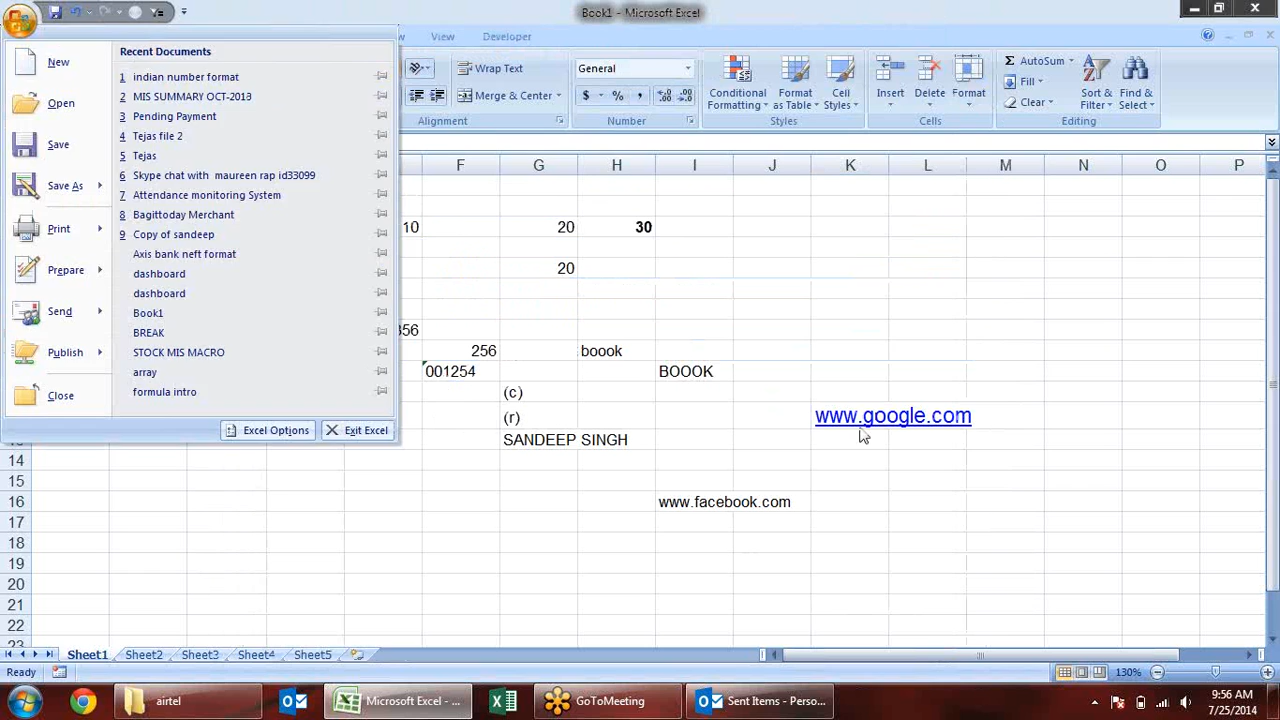 Book1 - Microsoft Excel
View
Developer
New
Open
Save
Save As
Print
Prepare
Send
Publish
Close
Recent Documents
1 indian number format
2 MIS SUMMARY OCT-2013
3 Pending Payment
4 Tejas file 2
5 Tejas
6 Skype chat with maureen rap id33099
7 Attendance monitoring System
8 Bagittoday Merchant
9 Copy of sandeep
Axis bank neft format
dashboard
dashboard
Book1
BREAK
STOCK MIS MACRO
array
formula intro
Excel Options
Exit Excel
Wrap Text
Merge & Center
Alignment
General
$ % ,
Number
Conditional Formatting
Format as Table
Cell Styles
Styles
Insert
Delete
Format
Cells
AutoSum
Fill
Clear
Sort & Filter
Find & Select
Editing
F G H I J K L M N O P
10 20 30
20
356
256 boook
001254 BOOOK
(c)
(r) www.google.com
SANDEEP SINGH
14
15
16 www.facebook.com
17
18
19
20
21
22
23
Sheet1 Sheet2 Sheet3 Sheet4 Sheet5
Ready
130%
airtel
Microsoft Excel - ...
GoToMeeting
Sent Items - Perso...
9:56 AM
7/25/2014